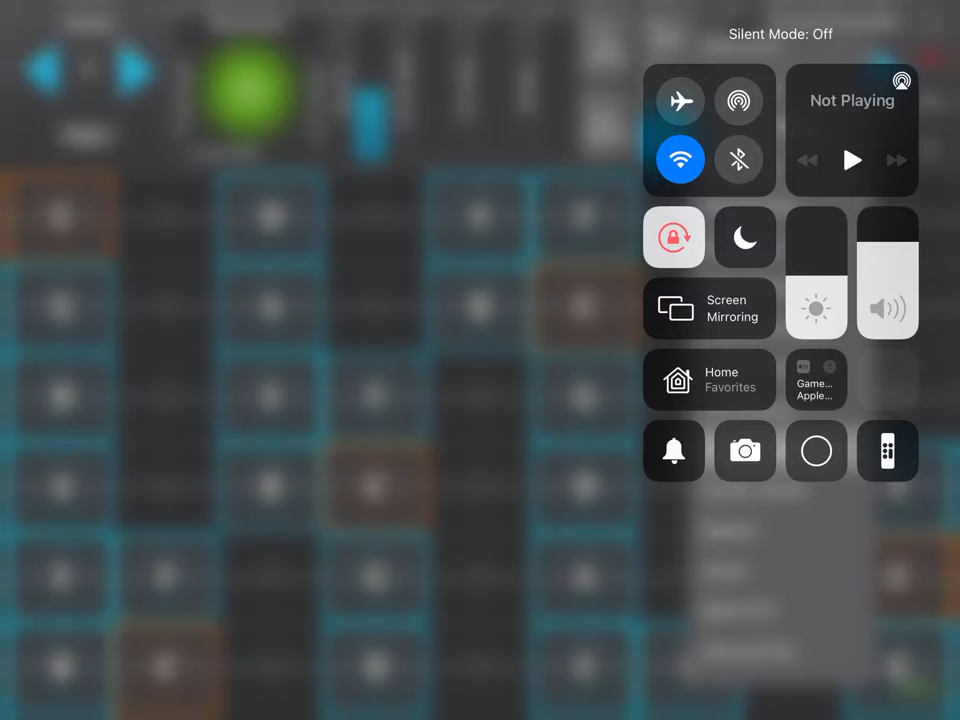 Silent Mode: Off
Not Playing
Screen
Mirroring
Home
Favorites
Game...
Apple...